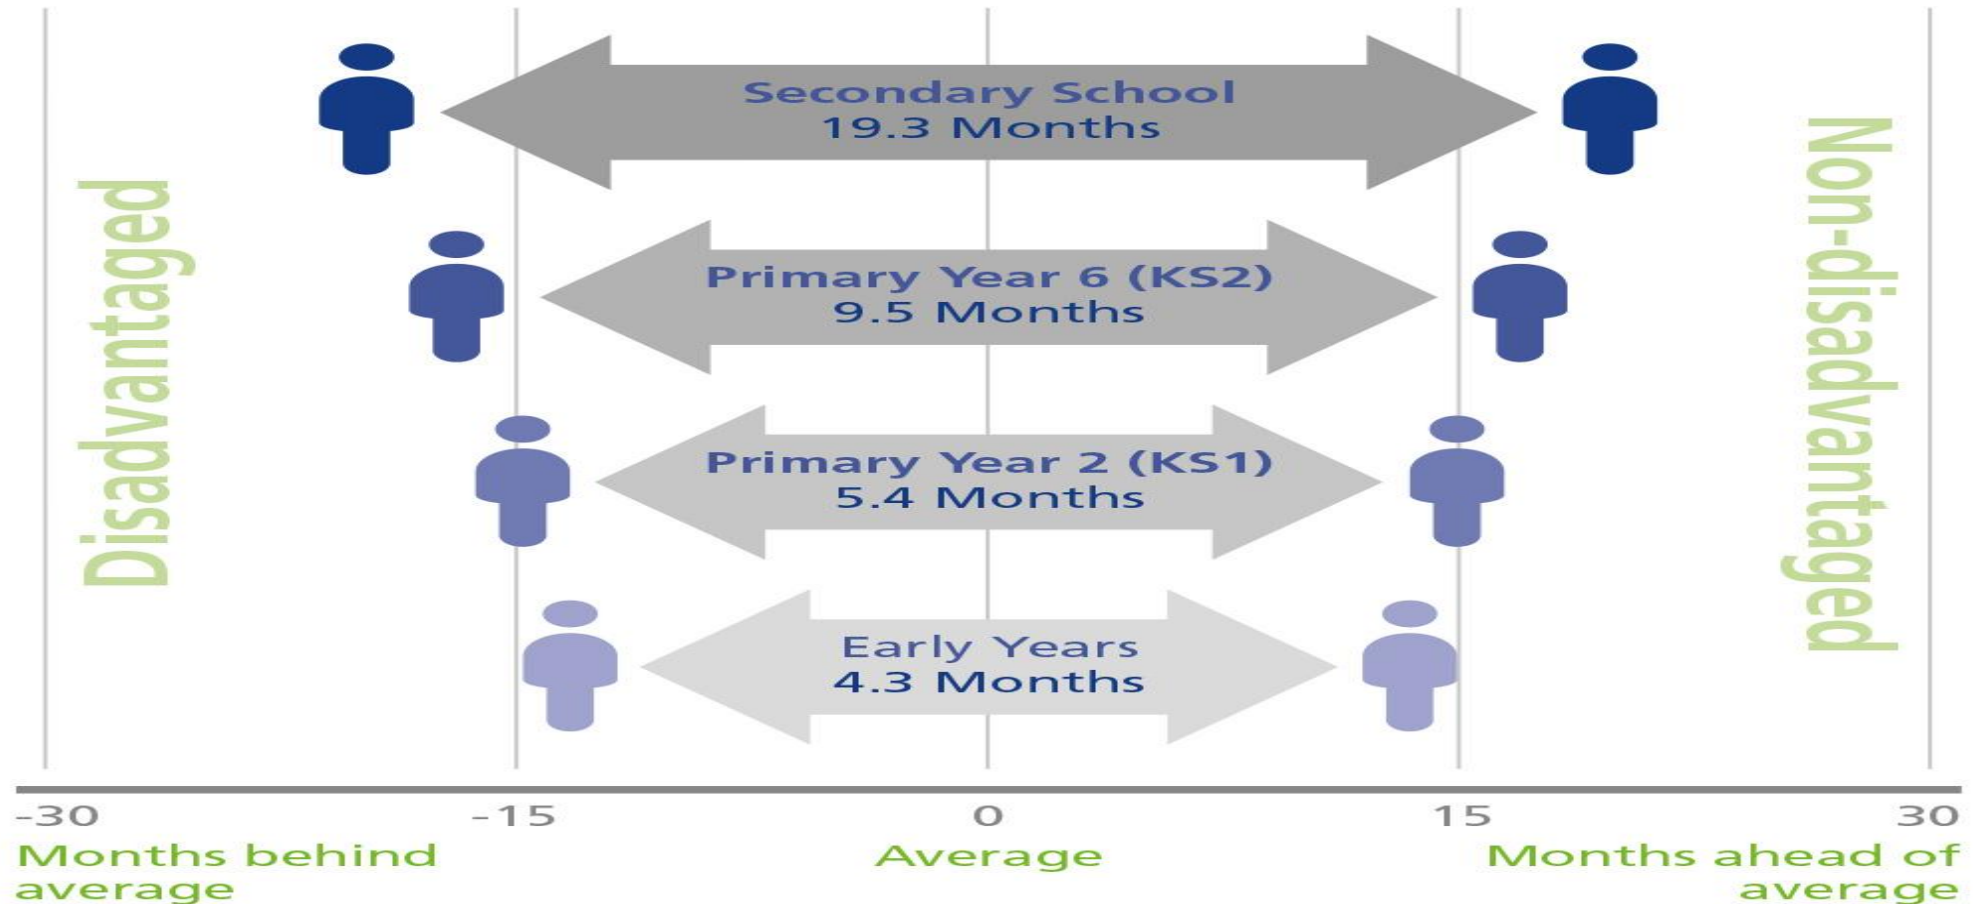 Secondary School
19.3 Months
Primary Year 6 (KS2)
9.5 Months
Primary Year 2 (KS1)
5.4 Months
Early Years
4.3 Months
Disadvantaged
Non-disadvantaged
-30
-15
0
15
30
Months behind
average
Average
Months ahead of
average